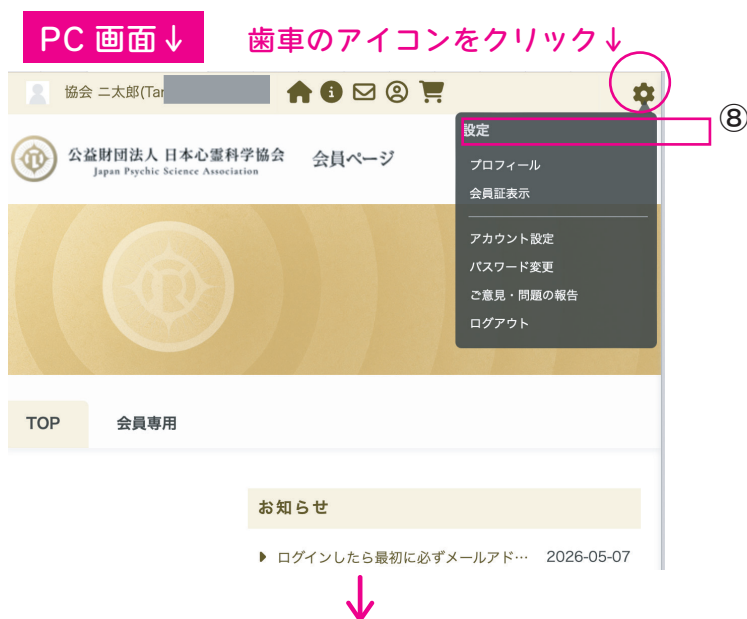 PC 画面↓ 歯車のアイコンをクリック↓
協会 ニ太郎(Tar
⑧
設定
プロフィール
会員証表示
アカウント設定
パスワード変更
ご意見・問題の報告
ログアウト
公益財団法人 日本心霊科学協会 会員ページ
Japan Psychic Science Association
TOP 会員専用
お知らせ
ログインしたら最初に必ずメールアド… 2026-05-07